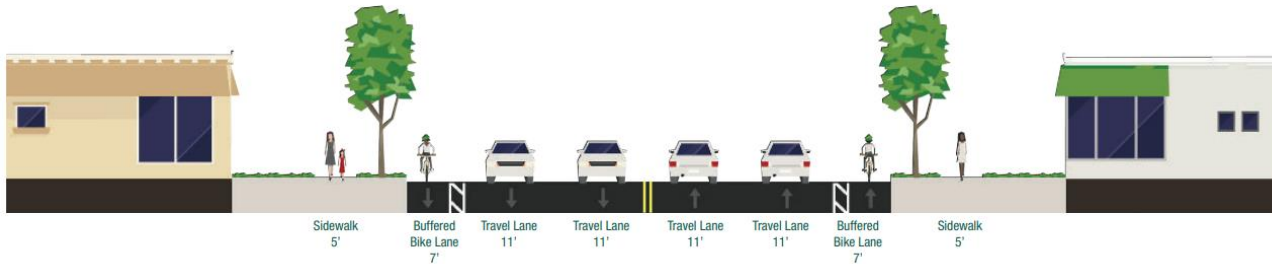 Sidewalk
5'
Buffered
Bike Lane
7'
Travel Lane
11'
Travel Lane
11'
Travel Lane
11'
Travel Lane
11'
Buffered
Bike Lane
7'
Sidewalk
5'